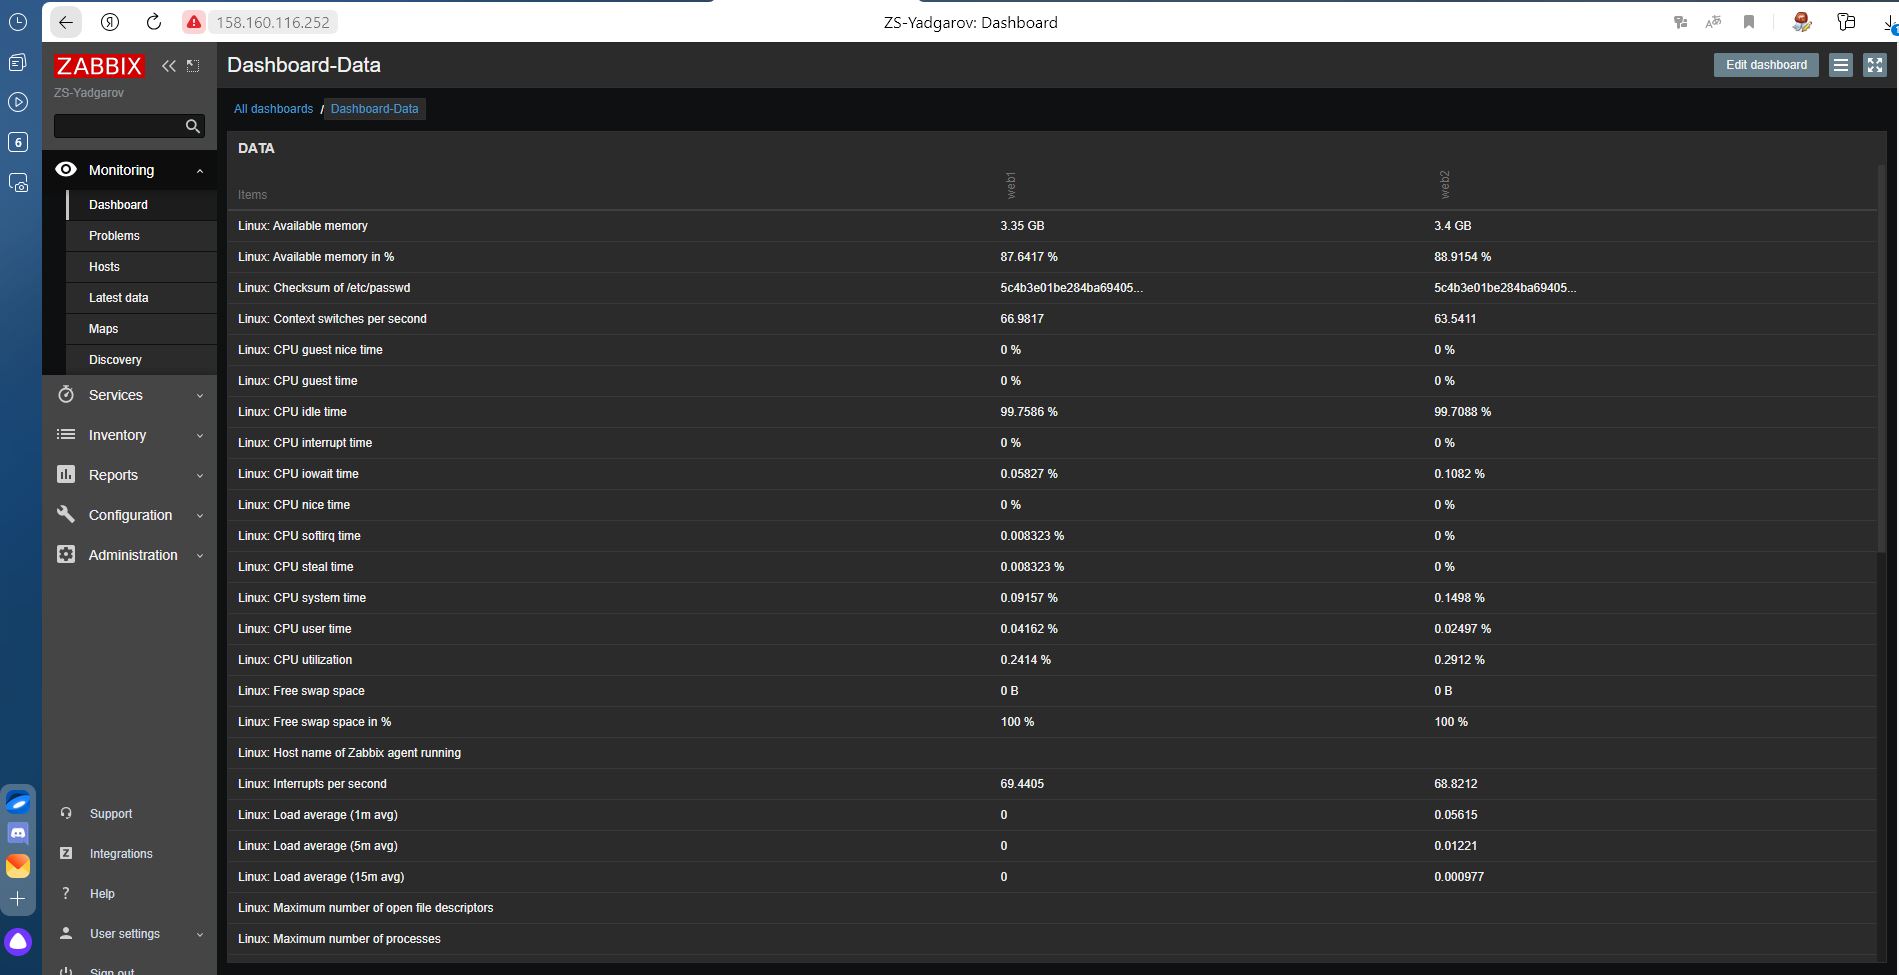 158.160.116.252
ZS-Yadgarov: Dashboard
ZABBIX
ZS-Yadgarov
Monitoring
Dashboard
Problems
Hosts
Latest data
Maps
Discovery
Services
Inventory
Reports
Configuration
Administration
Support
Integrations
Help
User settings
Sign out
6
Dashboard-Data
Edit dashboard
All dashboards / Dashboard-Data
DATA
Items web1 web2
Linux: Available memory 3.35 GB 3.4 GB
Linux: Available memory in % 87.6417 % 88.9154 %
Linux: Checksum of /etc/passwd 5c4b3e01be284ba69405... 5c4b3e01be284ba69405...
Linux: Context switches per second 66.9817 63.5411
Linux: CPU guest nice time 0 % 0 %
Linux: CPU guest time 0 % 0 %
Linux: CPU idle time 99.7586 % 99.7088 %
Linux: CPU interrupt time 0 % 0 %
Linux: CPU iowait time 0.05827 % 0.1082 %
Linux: CPU nice time 0 % 0 %
Linux: CPU softirq time 0.008323 % 0 %
Linux: CPU steal time 0.008323 % 0 %
Linux: CPU system time 0.09157 % 0.1498 %
Linux: CPU user time 0.04162 % 0.02497 %
Linux: CPU utilization 0.2414 % 0.2912 %
Linux: Free swap space 0 B 0 B
Linux: Free swap space in % 100 % 100 %
Linux: Host name of Zabbix agent running
Linux: Interrupts per second 69.4405 68.8212
Linux: Load average (1m avg) 0 0.05615
Linux: Load average (5m avg) 0 0.01221
Linux: Load average (15m avg) 0 0.000977
Linux: Maximum number of open file descriptors
Linux: Maximum number of processes